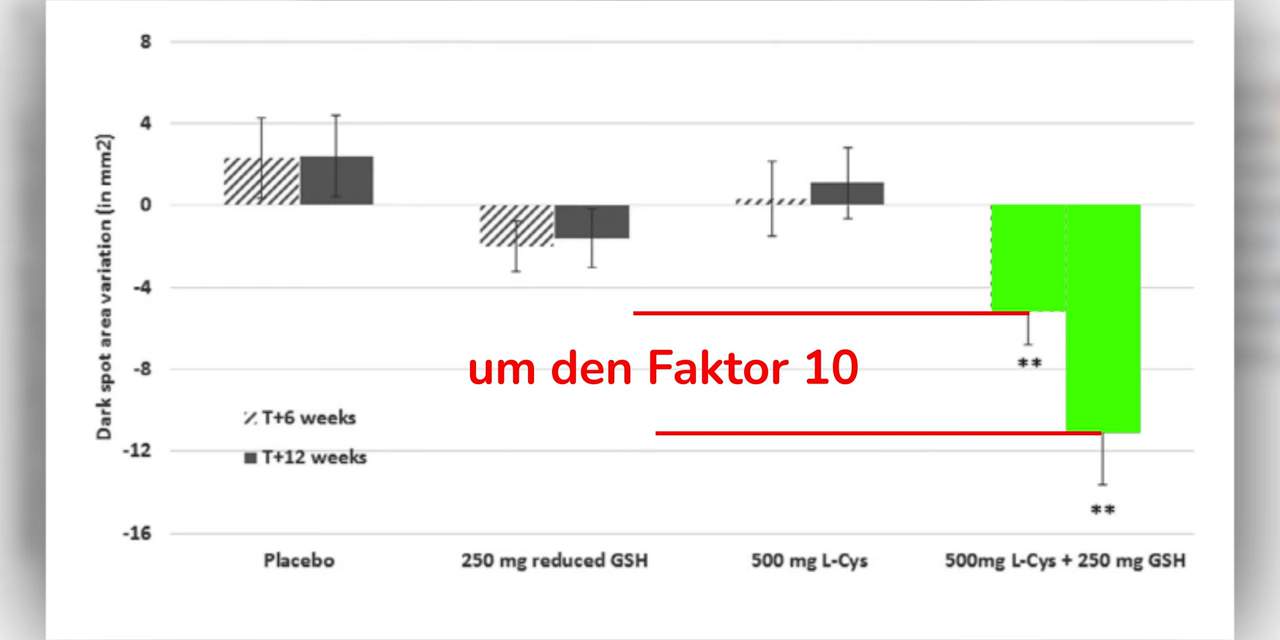 8
4
0
-4
-8
-12
-16
Dark spot area variation (in mm2)
um den Faktor 10
**
**
T+6 weeks
T+12 weeks
Placebo
250 mg reduced GSH
500 mg L-Cys
500mg L-Cys + 250 mg GSH